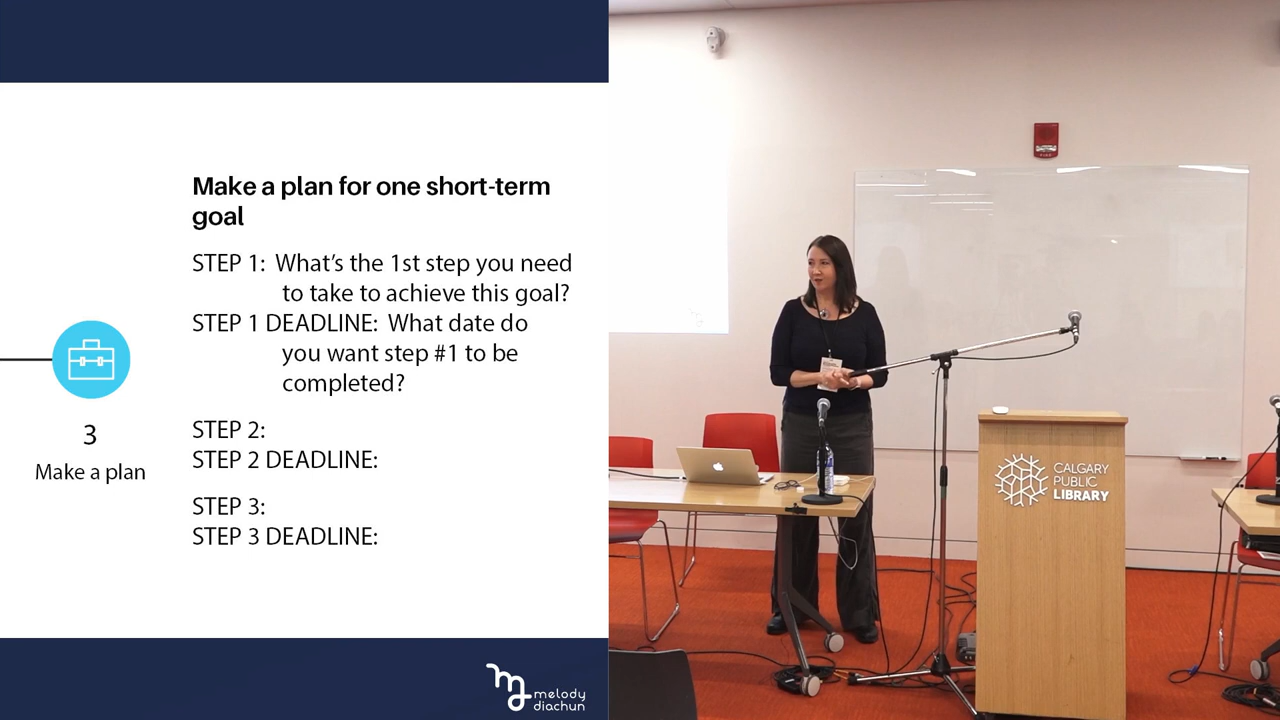 Make a plan for one short-term
goal
STEP 1: What's the 1st step you need
to take to achieve this goal?
STEP 1 DEADLINE: What date do
you want step #1 to be
completed?
STEP 2:
STEP 2 DEADLINE:
STEP 3:
STEP 3 DEADLINE:
3
Make a plan
melody
diachun
CALGARY
PUBLIC
LIBRARY